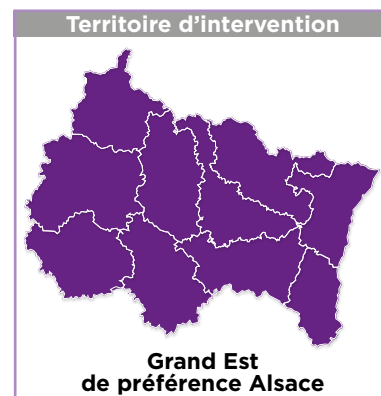 Territoire d’intervention
Grand Est
de préférence Alsace